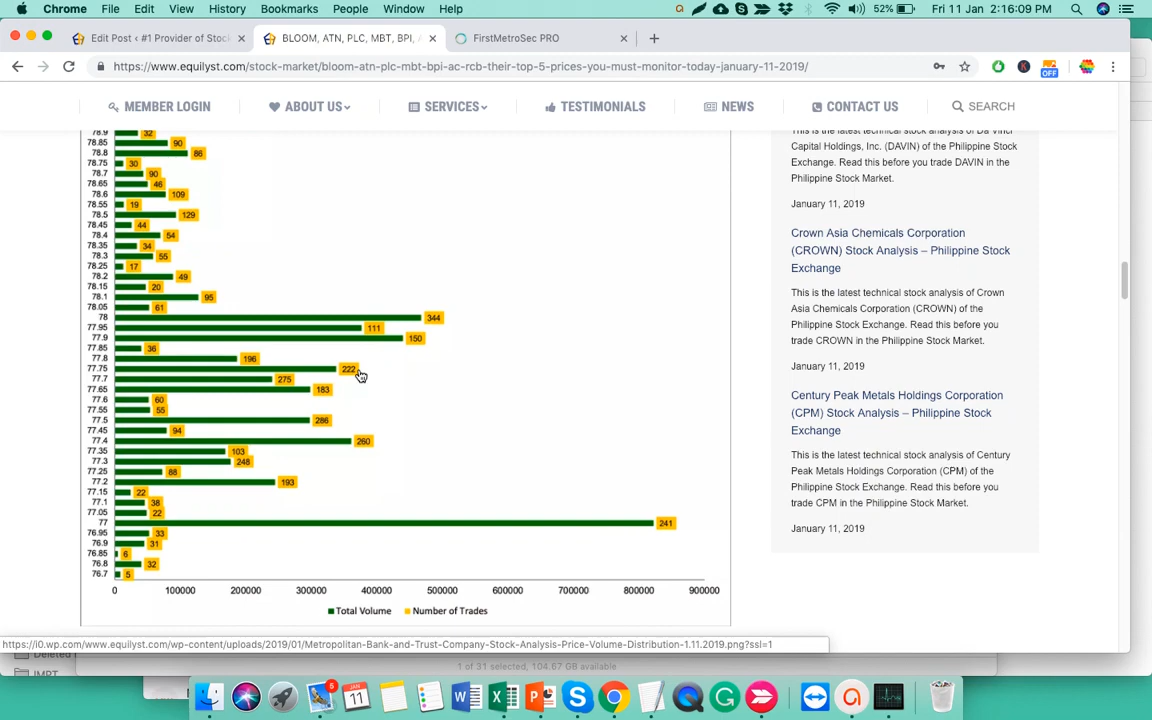 Chrome File Edit View History Bookmarks People Window Help 52% Fri 11 Jan 2:16:09 PM
Edit Post ‹ #1 Provider of Stock
BLOOM, ATN, PLC, MBT, BPI,
FirstMetroSec PRO
https://www.equilyst.com/stock-market/bloom-atn-plc-mbt-bpi-ac-rcb-their-top-5-prices-you-must-monitor-today-january-11-2019/
OFF
MEMBER LOGIN ABOUT US SERVICES TESTIMONIALS NEWS CONTACT US SEARCH
78.9 32
78.85 90
78.8 86
78.75 30
78.7 90
78.65 46
78.6 109
78.55 19
78.5 129
78.45 44
78.4 54
78.35 34
78.3 55
78.25 17
78.2 49
78.15 20
78.1 95
78.05 61
78 344
77.95 111
77.9 150
77.85 36
77.8 196
77.75 222
77.7 275
77.65 183
77.6 60
77.55 55
77.5 286
77.45 94
77.4 260
77.35 103
77.3 248
77.25 88
77.2 193
77.15 22
77.1 38
77.05 22
77 241
76.95 33
76.9 31
76.85 6
76.8 32
76.7 5
0 100000 200000 300000 400000 500000 600000 700000 800000 900000
Total Volume Number of Trades
This is the latest technical stock analysis of Da Vinci
Capital Holdings, Inc. (DAVIN) of the Philippine Stock
Exchange. Read this before you trade DAVIN in the
Philippine Stock Market.
January 11, 2019
Crown Asia Chemicals Corporation
(CROWN) Stock Analysis – Philippine Stock
Exchange
This is the latest technical stock analysis of Crown
Asia Chemicals Corporation (CROWN) of the
Philippine Stock Exchange. Read this before you
trade CROWN in the Philippine Stock Market.
January 11, 2019
Century Peak Metals Holdings Corporation
(CPM) Stock Analysis – Philippine Stock
Exchange
This is the latest technical stock analysis of Century
Peak Metals Holdings Corporation (CPM) of the
Philippine Stock Exchange. Read this before you
trade CPM in the Philippine Stock Market.
January 11, 2019
https://i0.wp.com/www.equilyst.com/wp-content/uploads/2019/01/Metropolitan-Bank-and-Trust-Company-Stock-Analysis-Price-Volume-Distribution-1.11.2019.png?ssl=1
1 of 31 selected, 104.67 GB available
5
JAN
11